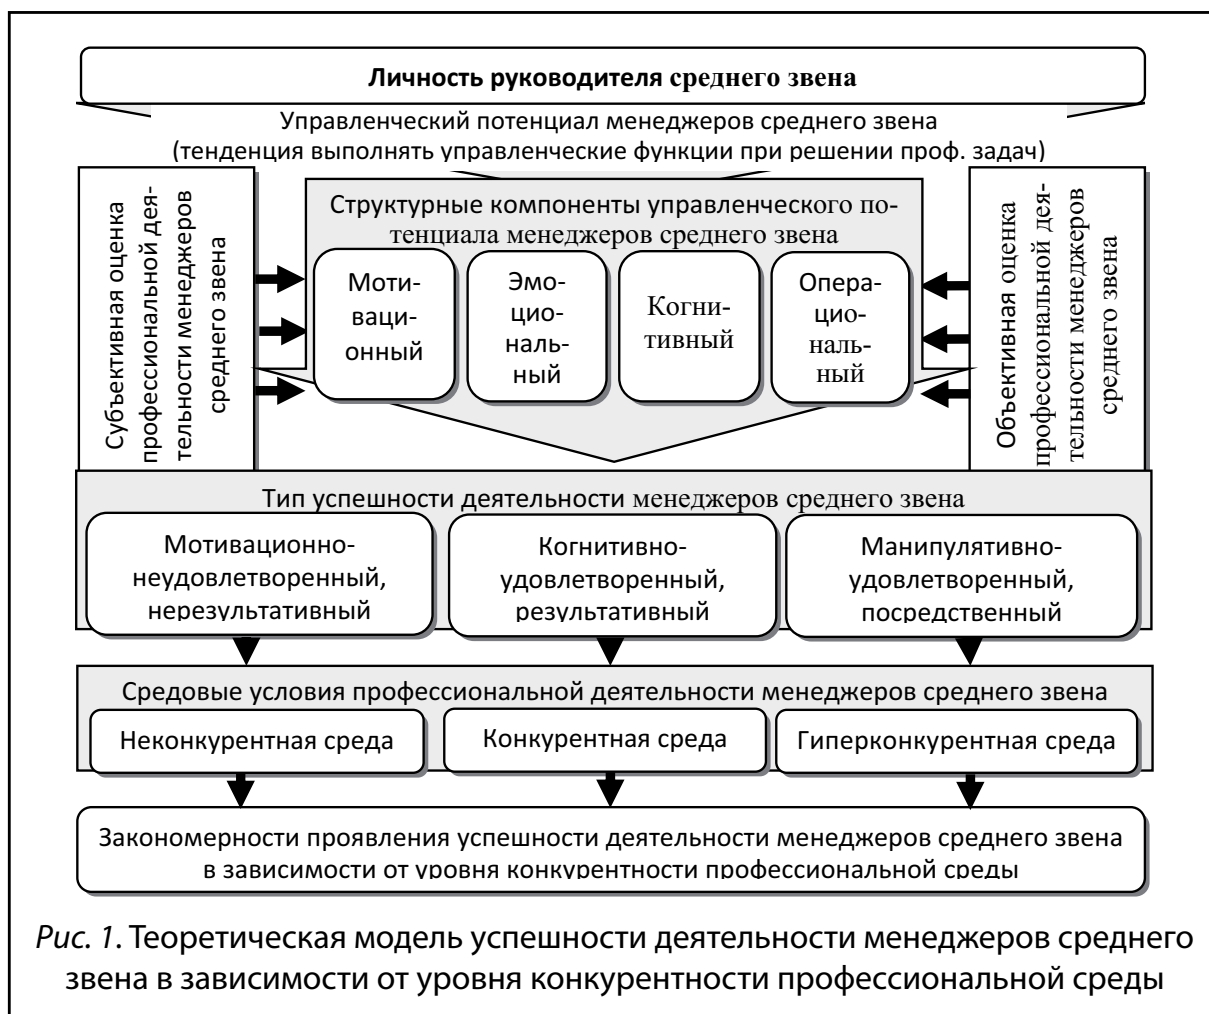 Личность руководителя среднего звена
Управленческий потенциал менеджеров среднего звена
(тенденция выполнять управленческие функции при решении проф. задач)
Субъективная оценка
профессиональной дея-
тельности менеджеров
среднего звена
Структурные компоненты управленческого по-
тенциала менеджеров среднего звена
Моти-
ваци-
онный
Эмо-
цио-
наль-
ный
Когни-
тивный
Опера-
цио-
наль-
ный
Объективная оценка
профессиональной дея-
тельности менеджеров
среднего звена
Тип успешности деятельности менеджеров среднего звена
Мотивационно-
неудовлетворенный,
нерезультативный
Когнитивно-
удовлетворенный,
результативный
Манипулятивно-
удовлетворенный,
посредственный
Средовые условия профессиональной деятельности менеджеров среднего звена
Неконкурентная среда
Конкурентная среда
Гиперконкурентная среда
Закономерности проявления успешности деятельности менеджеров среднего звена
в зависимости от уровня конкурентности профессиональной среды
Рис. 1. Теоретическая модель успешности деятельности менеджеров среднего
звена в зависимости от уровня конкурентности профессиональной среды